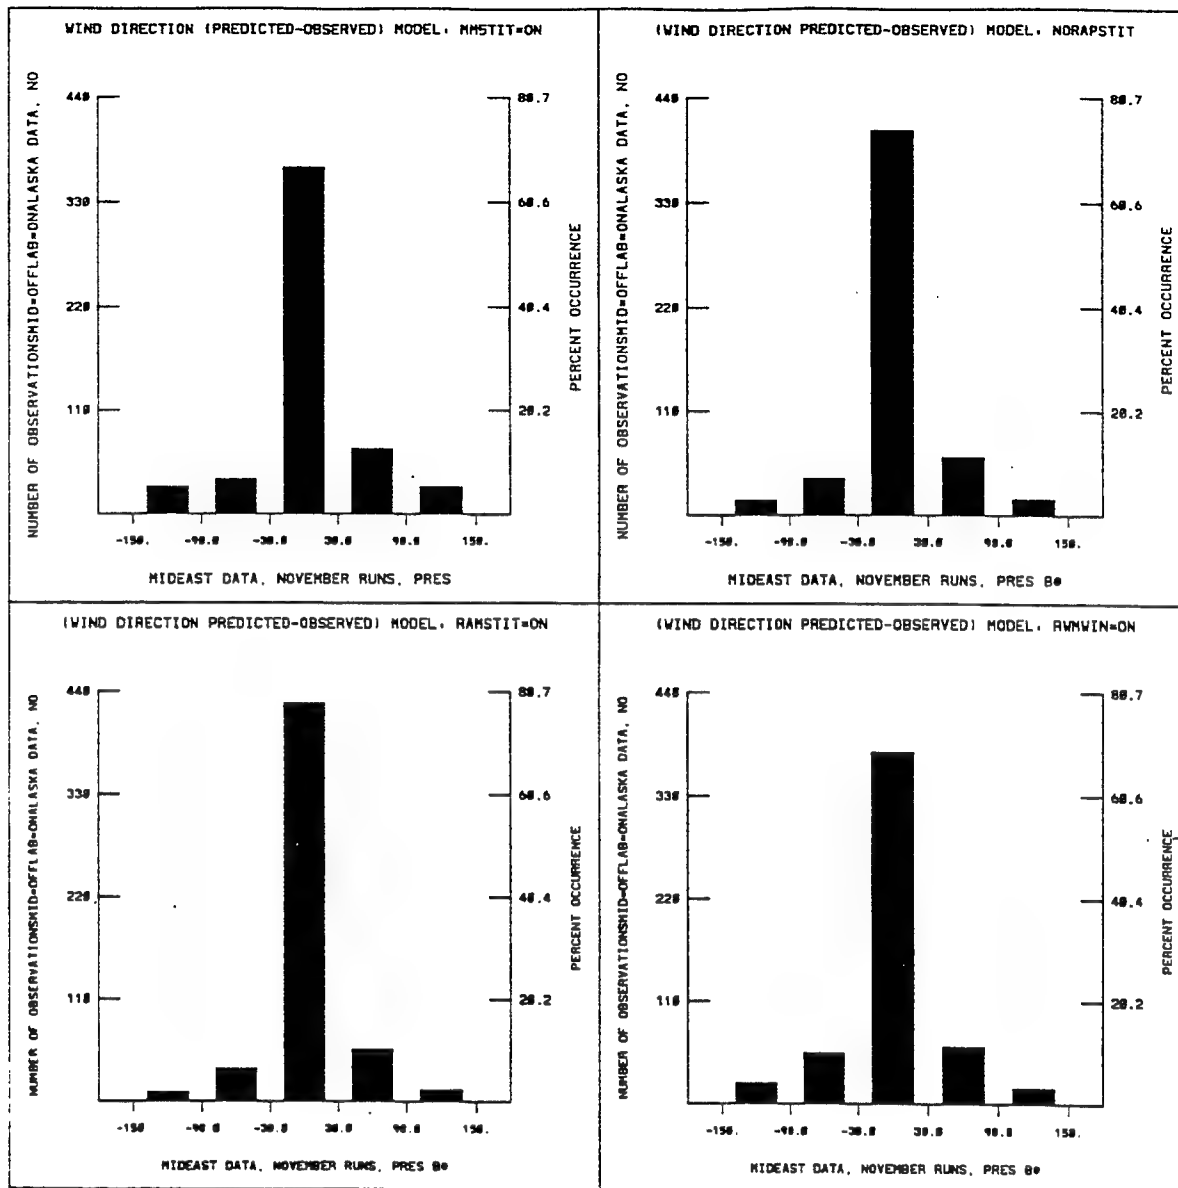 WIND DIRECTION (PREDICTED-OBSERVED) MODEL, MM5TIT=ON
NUMBER OF OBSERVATIONSMID=OFFLAB=ONALASKA DATA, NO
440
330
220
110
80.7
60.6
40.4
20.2
PERCENT OCCURRENCE
-150. -90.0 -30.0 30.0 90.0 150.
MIDEAST DATA, NOVEMBER RUNS, PRES
(WIND DIRECTION PREDICTED-OBSERVED) MODEL, NORAPSTIT
NUMBER OF OBSERVATIONSMID=OFFLAB=ONALASKA DATA, NO
440
330
220
110
80.7
60.6
40.4
20.2
PERCENT OCCURRENCE
-150. -90.0 -30.0 30.0 90.0 150.
MIDEAST DATA, NOVEMBER RUNS, PRES 80
(WIND DIRECTION PREDICTED-OBSERVED) MODEL, RAMSTIT=ON
NUMBER OF OBSERVATIONSMID=OFFLAB=ONALASKA DATA, NO
440
330
220
110
80.7
60.6
40.4
20.2
PERCENT OCCURRENCE
-150. -90.0 -30.0 30.0 90.0 150.
MIDEAST DATA, NOVEMBER RUNS, PRES 80
(WIND DIRECTION PREDICTED-OBSERVED) MODEL, RWMWIN=ON
NUMBER OF OBSERVATIONSMID=OFFLAB=ONALASKA DATA, NO
440
330
220
110
80.7
60.6
40.4
20.2
PERCENT OCCURRENCE
-150. -90.0 -30.0 30.0 90.0 150.
MIDEAST DATA, NOVEMBER RUNS, PRES 80